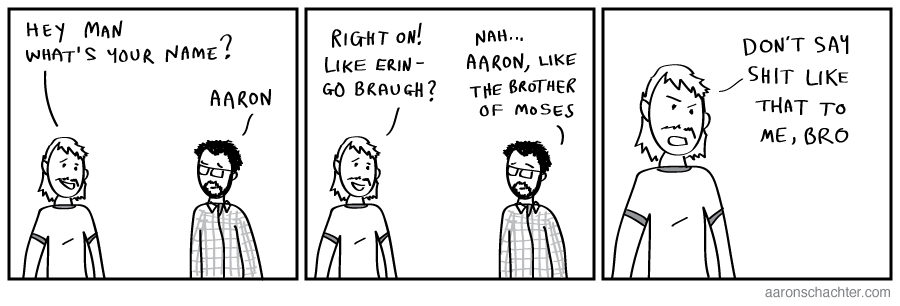 HEY MAN
WHAT'S YOUR NAME?
AARON
RIGHT ON!
LIKE ERIN-
GO BRAUGH?
NAH...
AARON, LIKE
THE BROTHER
OF MOSES
DON'T SAY
SHIT LIKE
THAT TO
ME, BRO
aaronschachter.com